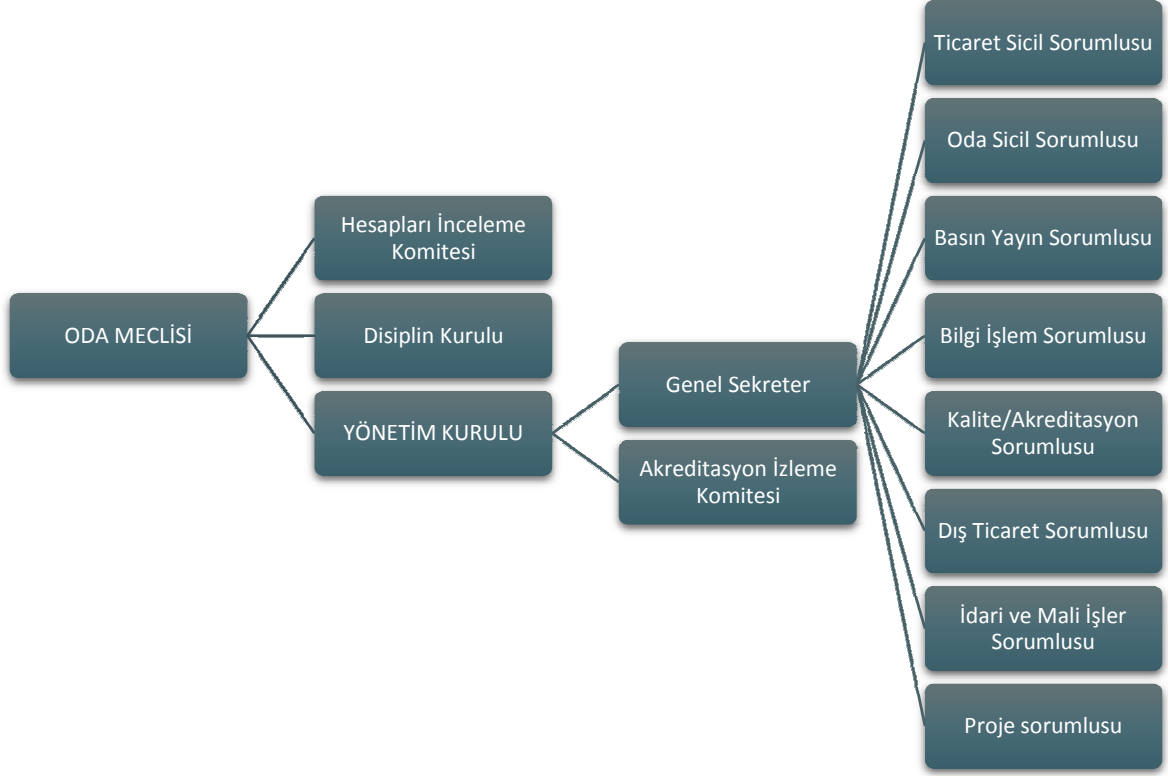 ODA MECLİSİ
Hesapları İnceleme
Komitesi
Disiplin Kurulu
YÖNETİM KURULU
Genel Sekreter
Akreditasyon İzleme
Komitesi
Ticaret Sicil Sorumlusu
Oda Sicil Sorumlusu
Basın Yayın Sorumlusu
Bilgi İşlem Sorumlusu
Kalite/Akreditasyon
Sorumlusu
Dış Ticaret Sorumlusu
İdari ve Mali İşler
Sorumlusu
Proje sorumlusu